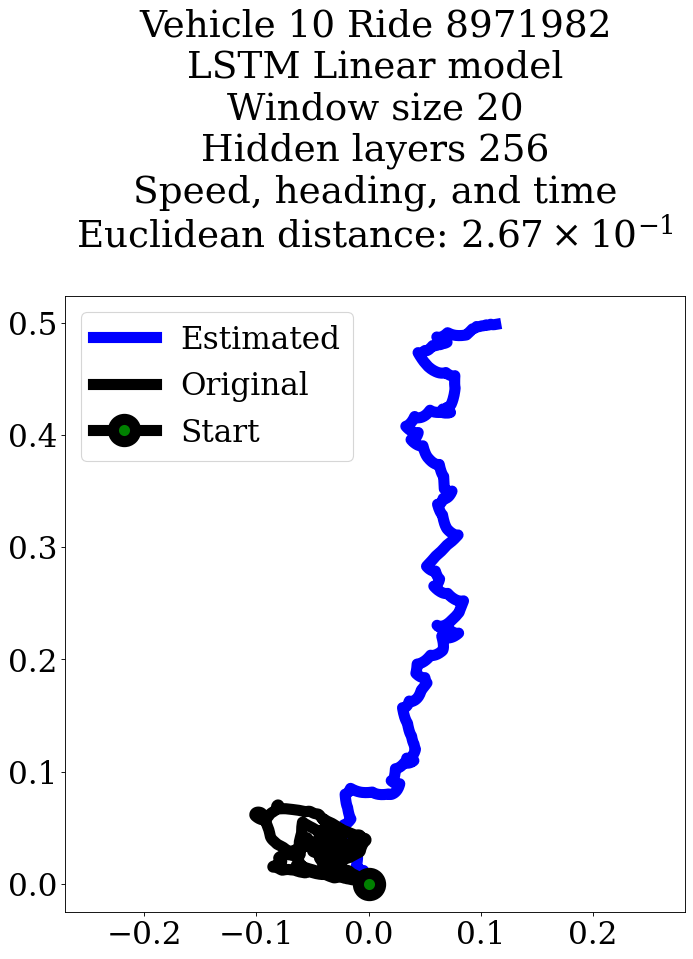 Vehicle 10 Ride 8971982
LSTM Linear model
Window size 20
Hidden layers 256
Speed, heading, and time
Euclidean distance: 2.67 × 10⁻¹
Estimated
Original
Start
0.5
0.4
0.3
0.2
0.1
0.0
−0.2 −0.1 0.0 0.1 0.2